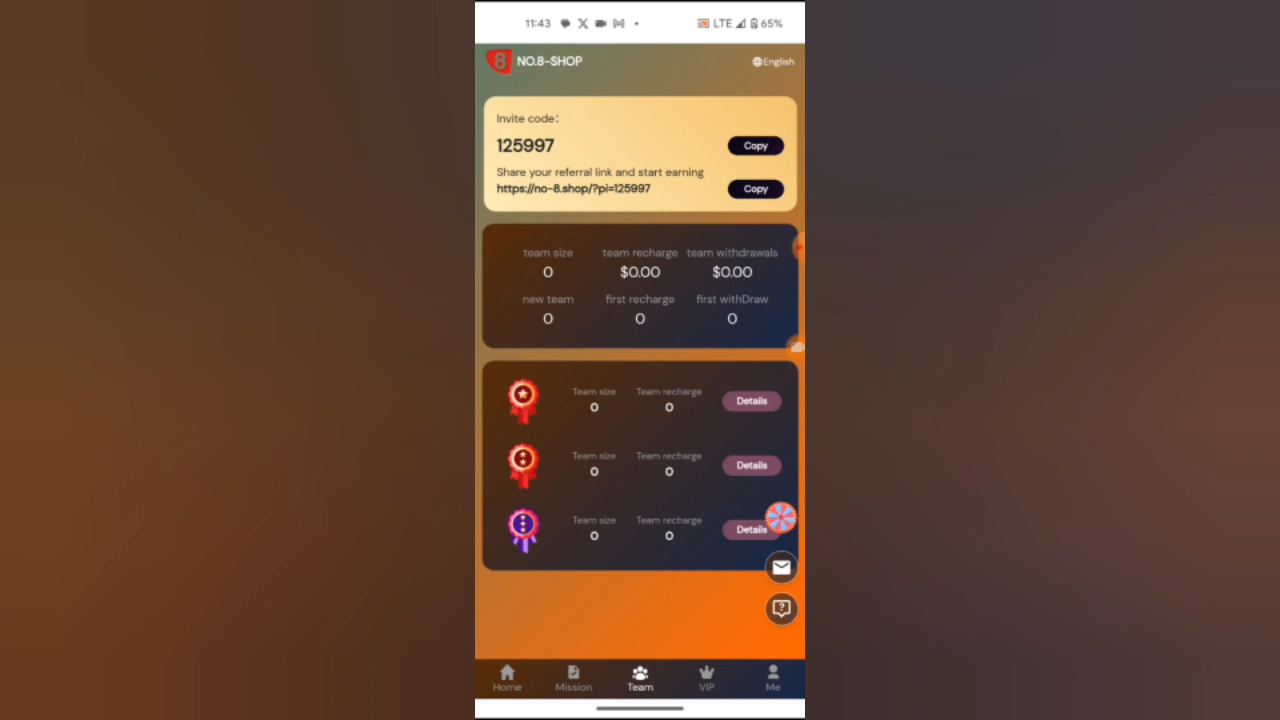 11:43 LTE 65%
8 NO.8-SHOP English
Invite code:
125997 Copy
Share your referral link and start earning
https://no-8.shop/?pi=125997 Copy
team size team recharge team withdrawals
0 $0.00 $0.00
new team first recharge first withDraw
0 0 0
Team size Team recharge Details
0 0
Team size Team recharge Details
0 0
Team size Team recharge Details
0 0
Home Mission Team VIP Me